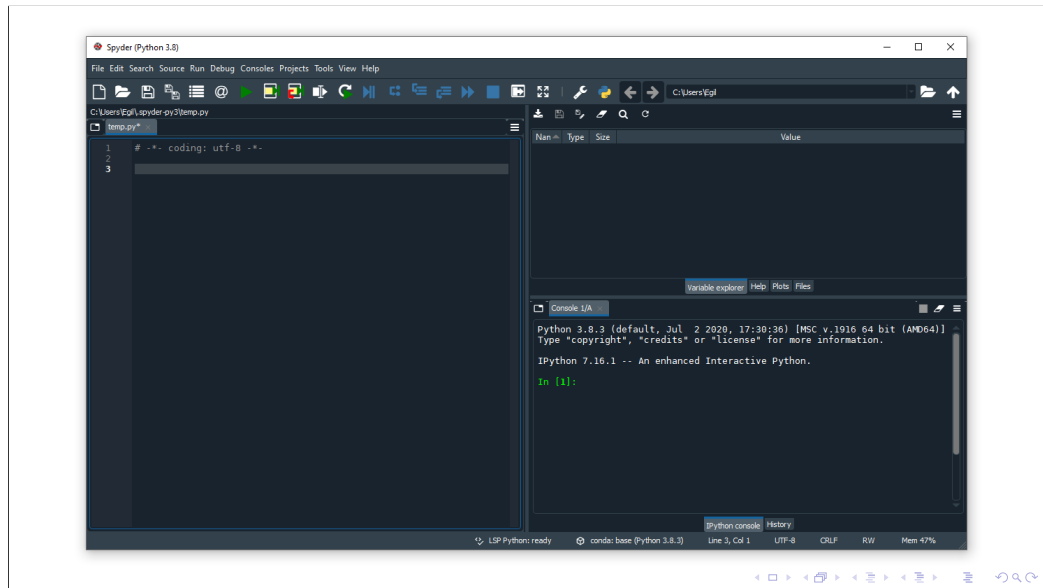 Spyder (Python 3.8)
File Edit Search Source Run Debug Consoles Projects Tools View Help
C:\Users\Egil
C:\Users\Egil\.spyder-py3\temp.py
temp.py*
1 # -*- coding: utf-8 -*-
2
3
Nan Type Size Value
Variable explorer Help Plots Files
Console 1/A
Python 3.8.3 (default, Jul  2 2020, 17:30:36) [MSC v.1916 64 bit (AMD64)]
Type "copyright", "credits" or "license" for more information.
IPython 7.16.1 -- An enhanced Interactive Python.
In [1]:
IPython console History
LSP Python: ready conda: base (Python 3.8.3) Line 3, Col 1 UTF-8 CRLF RW Mem 47%